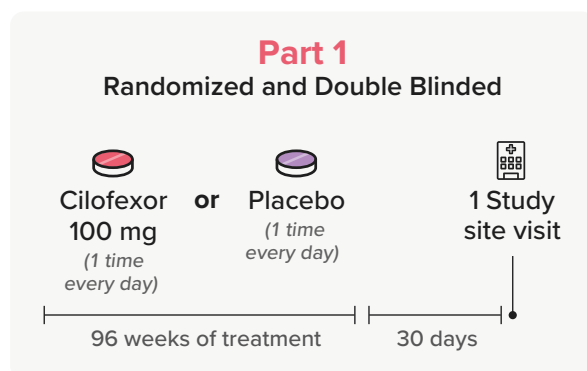 Part 1
Randomized and Double Blinded
Cilofexor
100 mg
(1 time
every day)
or
Placebo
(1 time
every day)
1 Study
site visit
96 weeks of treatment
30 days